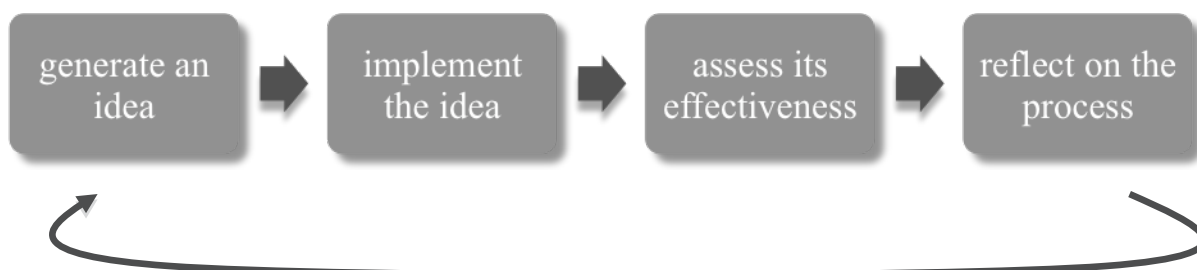 generate an
idea
implement
the idea
assess its
effectiveness
reflect on the
process